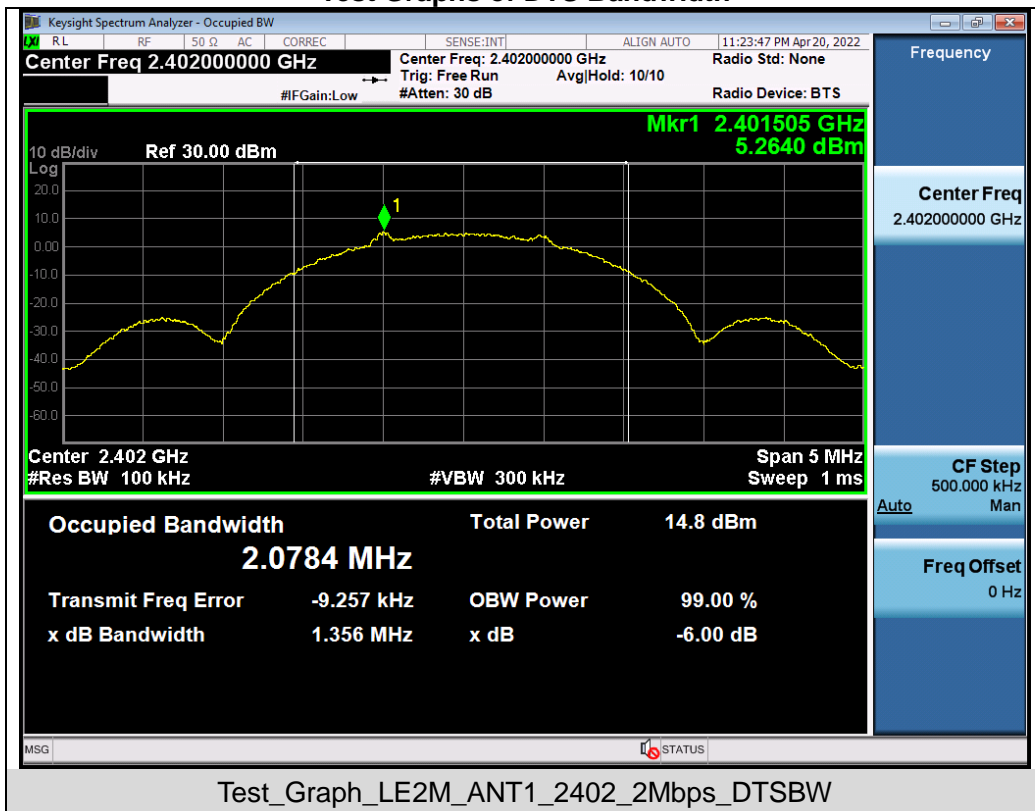 Test Graphs of DTS Bandwidth
Keysight Spectrum Analyzer - Occupied BW
LXI RL RF 50 Ω AC CORREC SENSE:INT ALIGN AUTO 11:23:47 PM Apr 20, 2022
Center Freq 2.402000000 GHz
Center Freq: 2.402000000 GHz
Radio Std: None
Trig: Free Run Avg|Hold: 10/10
#IFGain:Low #Atten: 30 dB Radio Device: BTS
Mkr1 2.401505 GHz
5.2640 dBm
10 dB/div Ref 30.00 dBm
Log
20.0
1
10.0
0.00
-10.0
-20.0
-30.0
-40.0
-50.0
-60.0
Center 2.402 GHz Span 5 MHz
#Res BW 100 kHz #VBW 300 kHz Sweep 1 ms
Occupied Bandwidth Total Power 14.8 dBm
2.0784 MHz
Transmit Freq Error -9.257 kHz OBW Power 99.00 %
x dB Bandwidth 1.356 MHz x dB -6.00 dB
Frequency
Center Freq
2.402000000 GHz
CF Step
500.000 kHz
Auto Man
Freq Offset
0 Hz
MSG STATUS
Test_Graph_LE2M_ANT1_2402_2Mbps_DTSBW